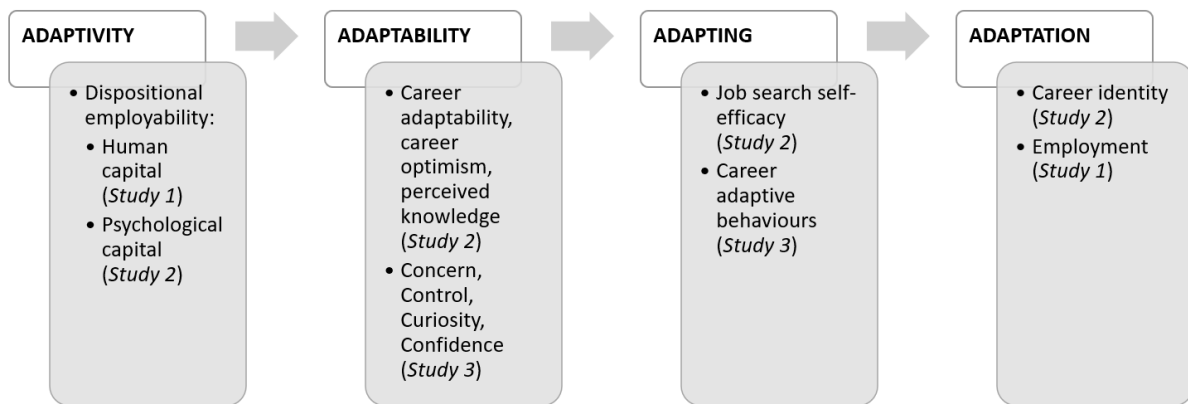 ADAPTIVITY
• Dispositional
employability:
• Human
capital
(Study 1)
• Psychological
capital
(Study 2)
ADAPTABILITY
• Career
adaptability,
career
optimism,
perceived
knowledge
(Study 2)
• Concern,
Control,
Curiosity,
Confidence
(Study 3)
ADAPTING
• Job search self-
efficacy
(Study 2)
• Career
adaptive
behaviours
(Study 3)
ADAPTATION
• Career identity
(Study 2)
• Employment
(Study 1)